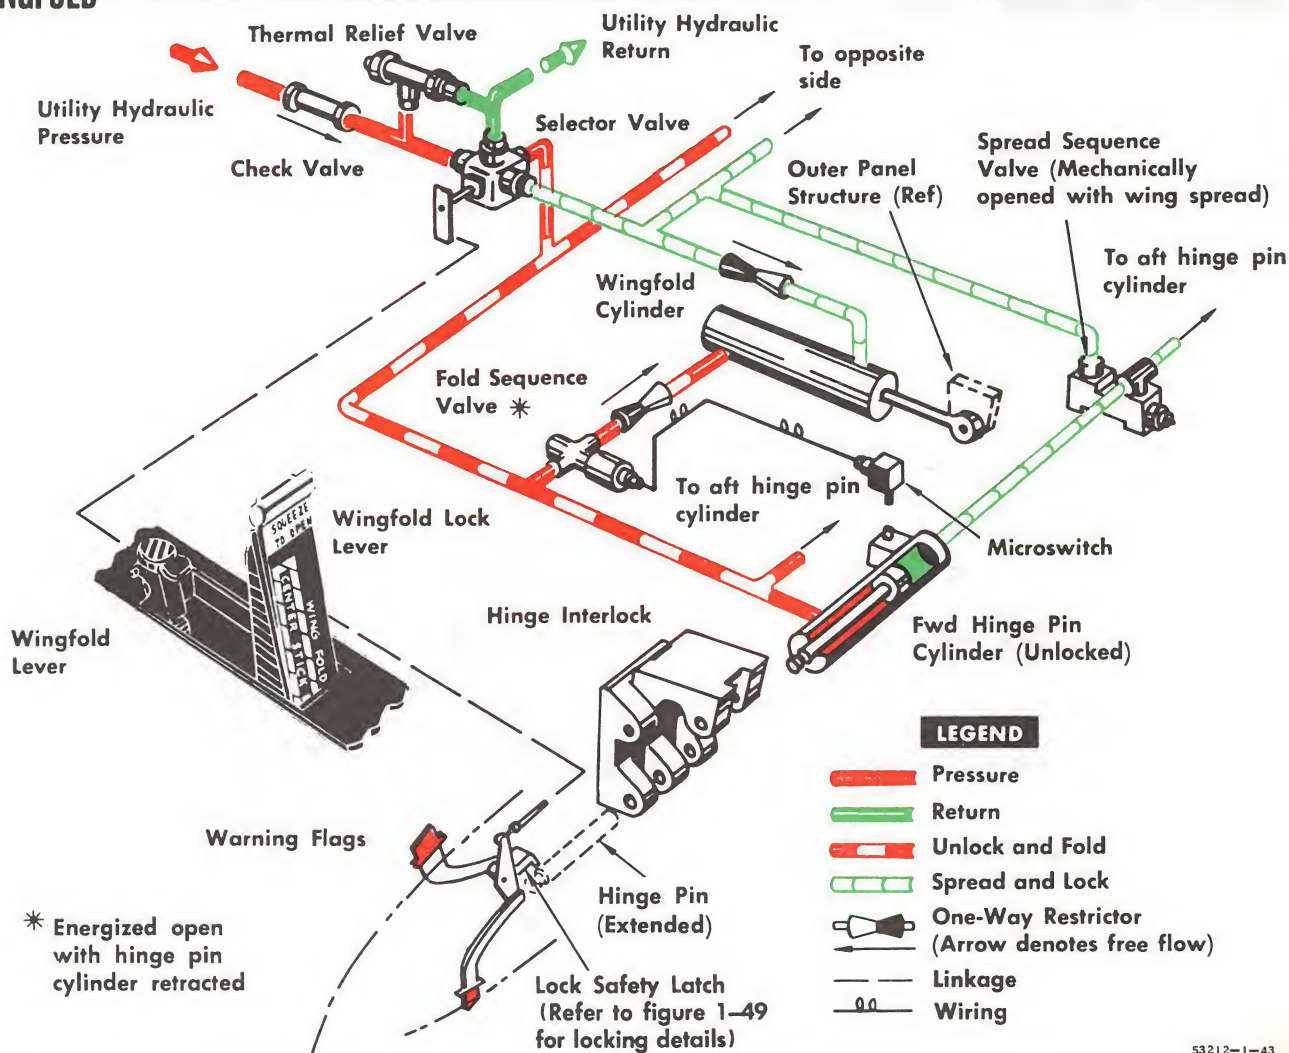 Thermal Relief Valve
Utility Hydraulic
Return
To opposite
side
Utility Hydraulic
Pressure
Check Valve
Selector Valve
Outer Panel
Structure (Ref)
Spread Sequence
Valve (Mechanically
opened with wing spread)
To aft hinge pin
cylinder
Wingfold
Cylinder
Fold Sequence
Valve *
To aft hinge pin
cylinder
Microswitch
SQUEEZE
TO OPEN
WING FOLD
CENTER STICK
Wingfold Lock
Lever
Wingfold
Lever
Hinge Interlock
Fwd Hinge Pin
Cylinder (Unlocked)
Warning Flags
Hinge Pin
(Extended)
* Energized open
with hinge pin
cylinder retracted
Lock Safety Latch
(Refer to figure 1–49
for locking details)
LEGEND
Pressure
Return
Unlock and Fold
Spread and Lock
One-Way Restrictor
(Arrow denotes free flow)
Linkage
Wiring
53212-1-43